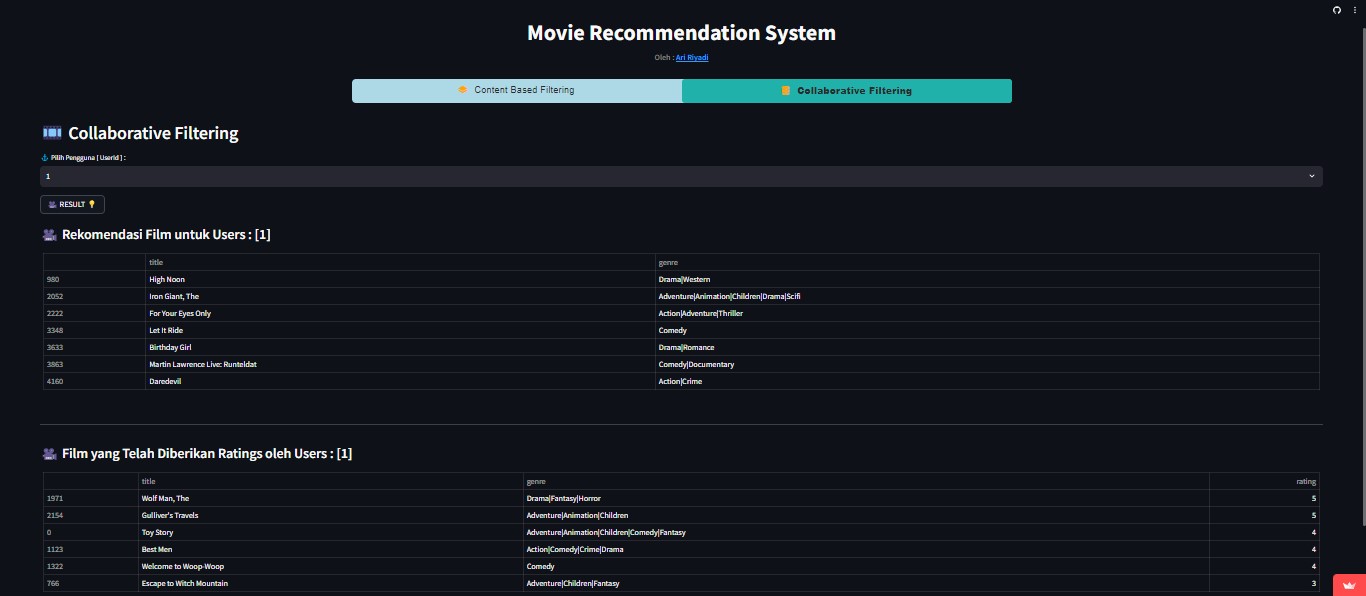 Movie Recommendation System
Oleh : Ari Riyadi
Content Based Filtering Collaborative Filtering
Collaborative Filtering
Pilih Pengguna [ UserId ] :
1
RESULT
Rekomendasi Film untuk Users : [1]
title genre
980 High Noon Drama|Western
2052 Iron Giant, The Adventure|Animation|Children|Drama|Scifi
2222 For Your Eyes Only Action|Adventure|Thriller
3348 Let It Ride Comedy
3633 Birthday Girl Drama|Romance
3863 Martin Lawrence Live: Runteldat Comedy|Documentary
4160 Daredevil Action|Crime
Film yang Telah Diberikan Ratings oleh Users : [1]
title genre rating
1971 Wolf Man, The Drama|Fantasy|Horror 5
2154 Gulliver's Travels Adventure|Animation|Children 5
0 Toy Story Adventure|Animation|Children|Comedy|Fantasy 4
1123 Best Men Action|Comedy|Crime|Drama 4
1322 Welcome to Woop-Woop Comedy 4
766 Escape to Witch Mountain Adventure|Children|Fantasy 3